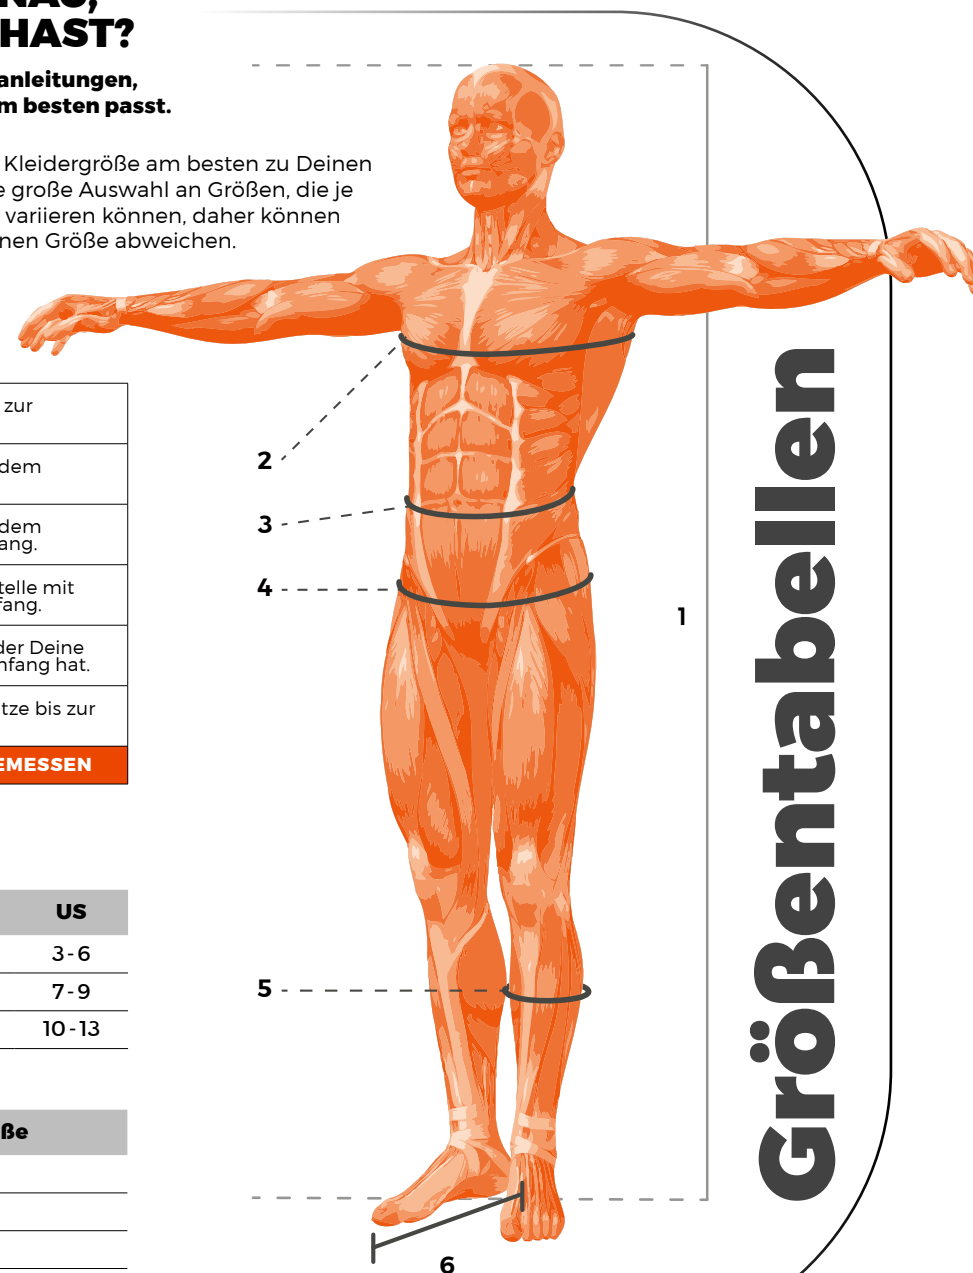 HAST?
anleitungen,
m besten passt.
Kleidergröße am besten zu Deinen
e große Auswahl an Größen, die je
variieren können, daher können
nen Größe abweichen.
zur
dem
dem
ang.
telle mit
fang.
der Deine
nfang hat.
tze bis zur
EMESSEN
US
3-6
7-9
10-13
ße
2
3
4
1
5
6
Größentabellen